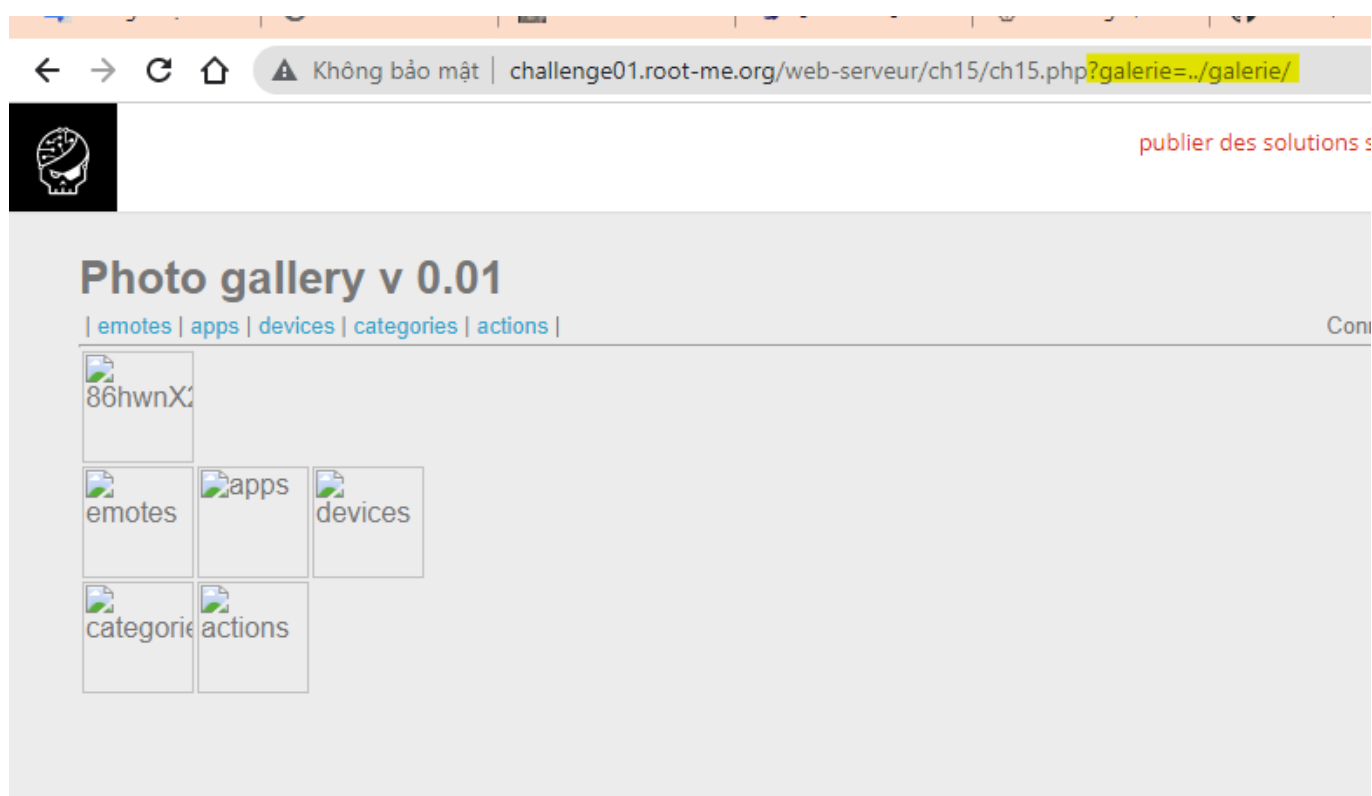 Không bảo mật | challenge01.root-me.org/web-serveur/ch15/ch15.php?galerie=../galerie/
publier des solutions
Photo gallery v 0.01
| emotes | apps | devices | categories | actions |
86hwnX2
emotes apps devices
categorie actions